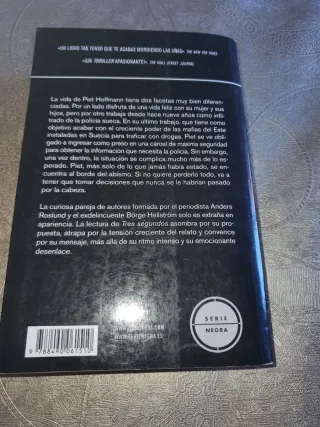 «UN LIBRO TAN TENSO QUE TE ACABAS MORDIENDO LAS UÑAS». THE NEW YORK TIMES
«UN THRILLER APASIONANTE». THE WALL STREET JOURNAL
La vida de Piet Hoffmann tiene dos facetas muy bien diferen-
ciadas. Por un lado disfruta de una vida feliz con su mujer y sus
hijos, pero por otro trabaja desde hace nueve años como infil-
trado de la policía sueca. En su último trabajo, que tiene como
objetivo acabar con el creciente poder de las mafias del Este
instaladas en Suecia para traficar con drogas, Piet se ve obli-
gado a ingresar como preso en una cárcel de máxima seguridad
para obtener la información que necesita la policía. Sin embargo,
una vez dentro, la situación se complica mucho más de lo es-
perado. Piet, más solo de lo que jamás había estado, se en-
cuentra al borde del abismo. Si no quiere perderlo todo, va a
tener que tomar decisiones que nunca se le habrían pasado
por la cabeza.
La curiosa pareja de autores formada por el periodista Anders
Roslund y el exdelincuente Börge Hellström solo es extraña en
apariencia. La lectura de Tres segundos asombra por su pro-
puesta, atrapa por la tensión creciente del relato y convence
por su mensaje, más allá de su ritmo intenso y su emocionante
desenlace.
SERIE
NEGRA
WWW.SERIENEGRA.ES
9 788490 061510